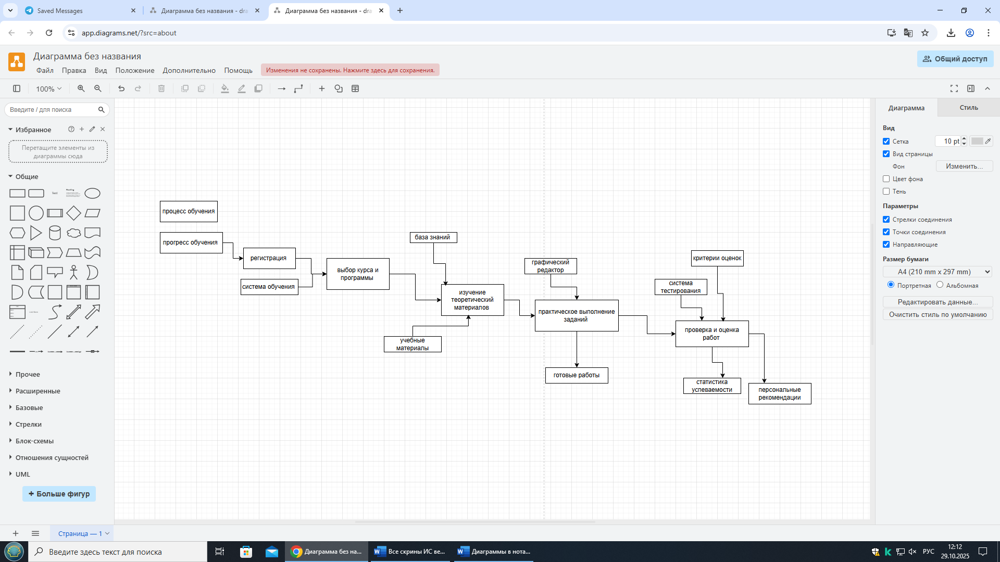 Saved Messages
Диаграмма без названия - dra
Диаграмма без названия - dra
app.diagrams.net/?src=about
Диаграмма без названия
Файл
Правка
Вид
Положение
Дополнительно
Помощь
Изменения не сохранены. Нажмите здесь для сохранения.
Общий доступ
100%
Введите / для поиска
Избранное
Перетащите элементы из
диаграммы сюда
Общие
Text
Heading
List Item
Прочее
Расширенные
Базовые
Стрелки
Блок-схемы
Отношения сущностей
UML
+ Больше фигур
процесс обучения
прогресс обучения
регистрация
система обучения
выбор курса и
программы
база знаний
изучение
теоретический
материалов
учебные
материалы
графический
редактор
практическое выполнение
заданий
готовые работы
критерии оценок
система
тестирования
проверка и оценка
работ
статистика
успеваемости
персональные
рекомендации
Диаграмма
Стиль
Вид
Сетка
10 pt
Вид страницы
Фон
Изменить...
Цвет фона
Тень
Параметры
Стрелки соединения
Точки соединения
Направляющие
Размер бумаги
A4 (210 mm x 297 mm)
Портретная
Альбомная
Редактировать данные...
Очистить стиль по умолчанию
Страница — 1
Введите здесь текст для поиска
Диаграмма без на...
Все скрины ИС ве...
Диаграммы в нота...
РУС
12:12
29.10.2025